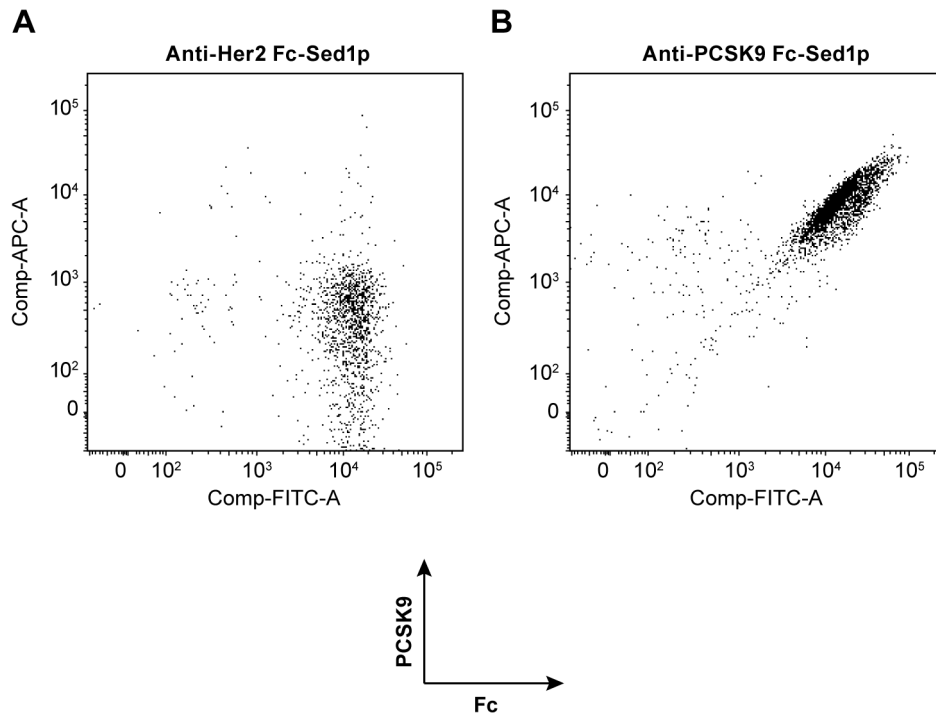 A
Anti-Her2 Fc-Sed1p
10⁵
10⁴
10³
10²
0
Comp-APC-A
0 10² 10³ 10⁴ 10⁵
Comp-FITC-A
B
Anti-PCSK9 Fc-Sed1p
10⁵
10⁴
10³
10²
0
Comp-APC-A
0 10² 10³ 10⁴ 10⁵
Comp-FITC-A
PCSK9
Fc